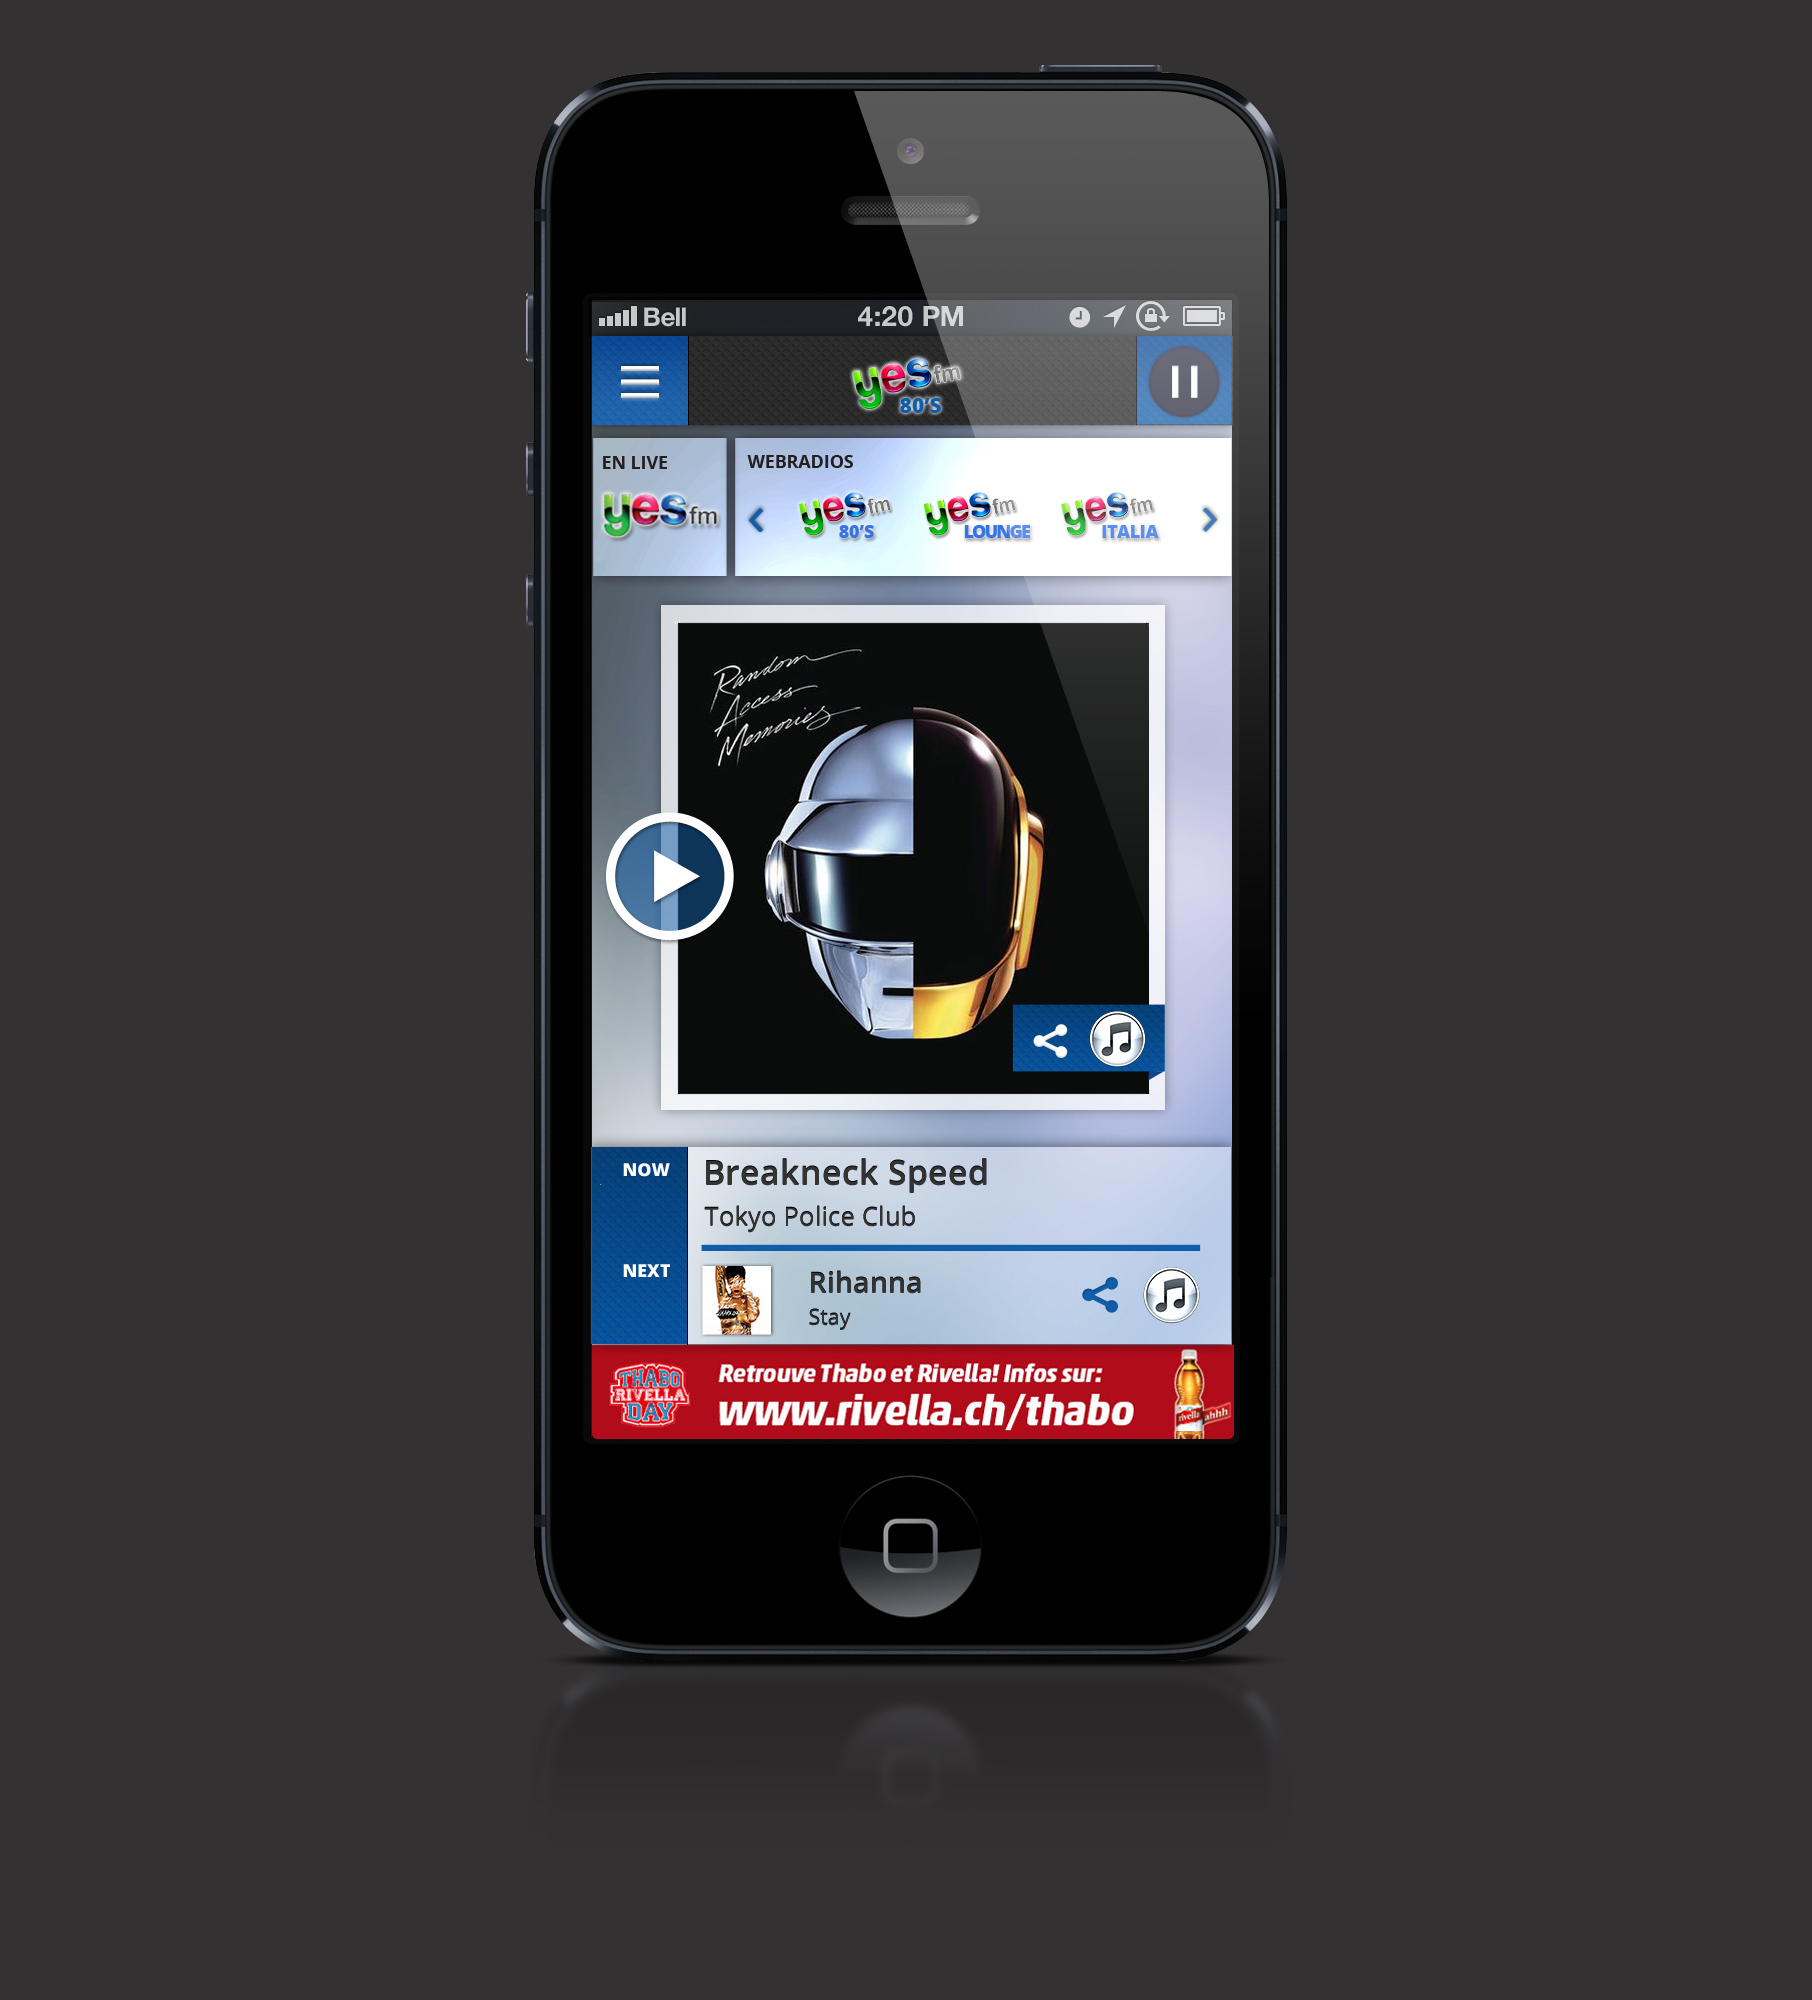 Bell
4:20 PM
yes fm
80'S
EN LIVE
yes fm
WEBRADIOS
yes fm
80'S
yes fm
LOUNGE
yes fm
ITALIA
Random
Access
Memories
NOW
Breakneck Speed
Tokyo Police Club
NEXT
Rihanna
Stay
THABO
RIVELLA
DAY
Retrouve Thabo et Rivella! Infos sur:
www.rivella.ch/thabo
rivella
ahhh